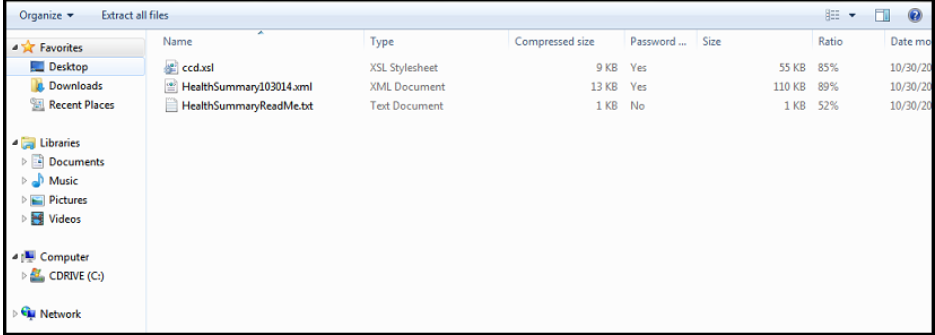 Organize Extract all files
Name Type Compressed size Password ... Size Ratio Date mo
Favorites
Desktop
Downloads
Recent Places
Libraries
Documents
Music
Pictures
Videos
Computer
CDRIVE (C:)
Network
ccd.xsl XSL Stylesheet 9 KB Yes 55 KB 85% 10/30/20
HealthSummary103014.xml XML Document 13 KB Yes 110 KB 89% 10/30/20
HealthSummaryReadMe.txt Text Document 1 KB No 1 KB 52% 10/30/20